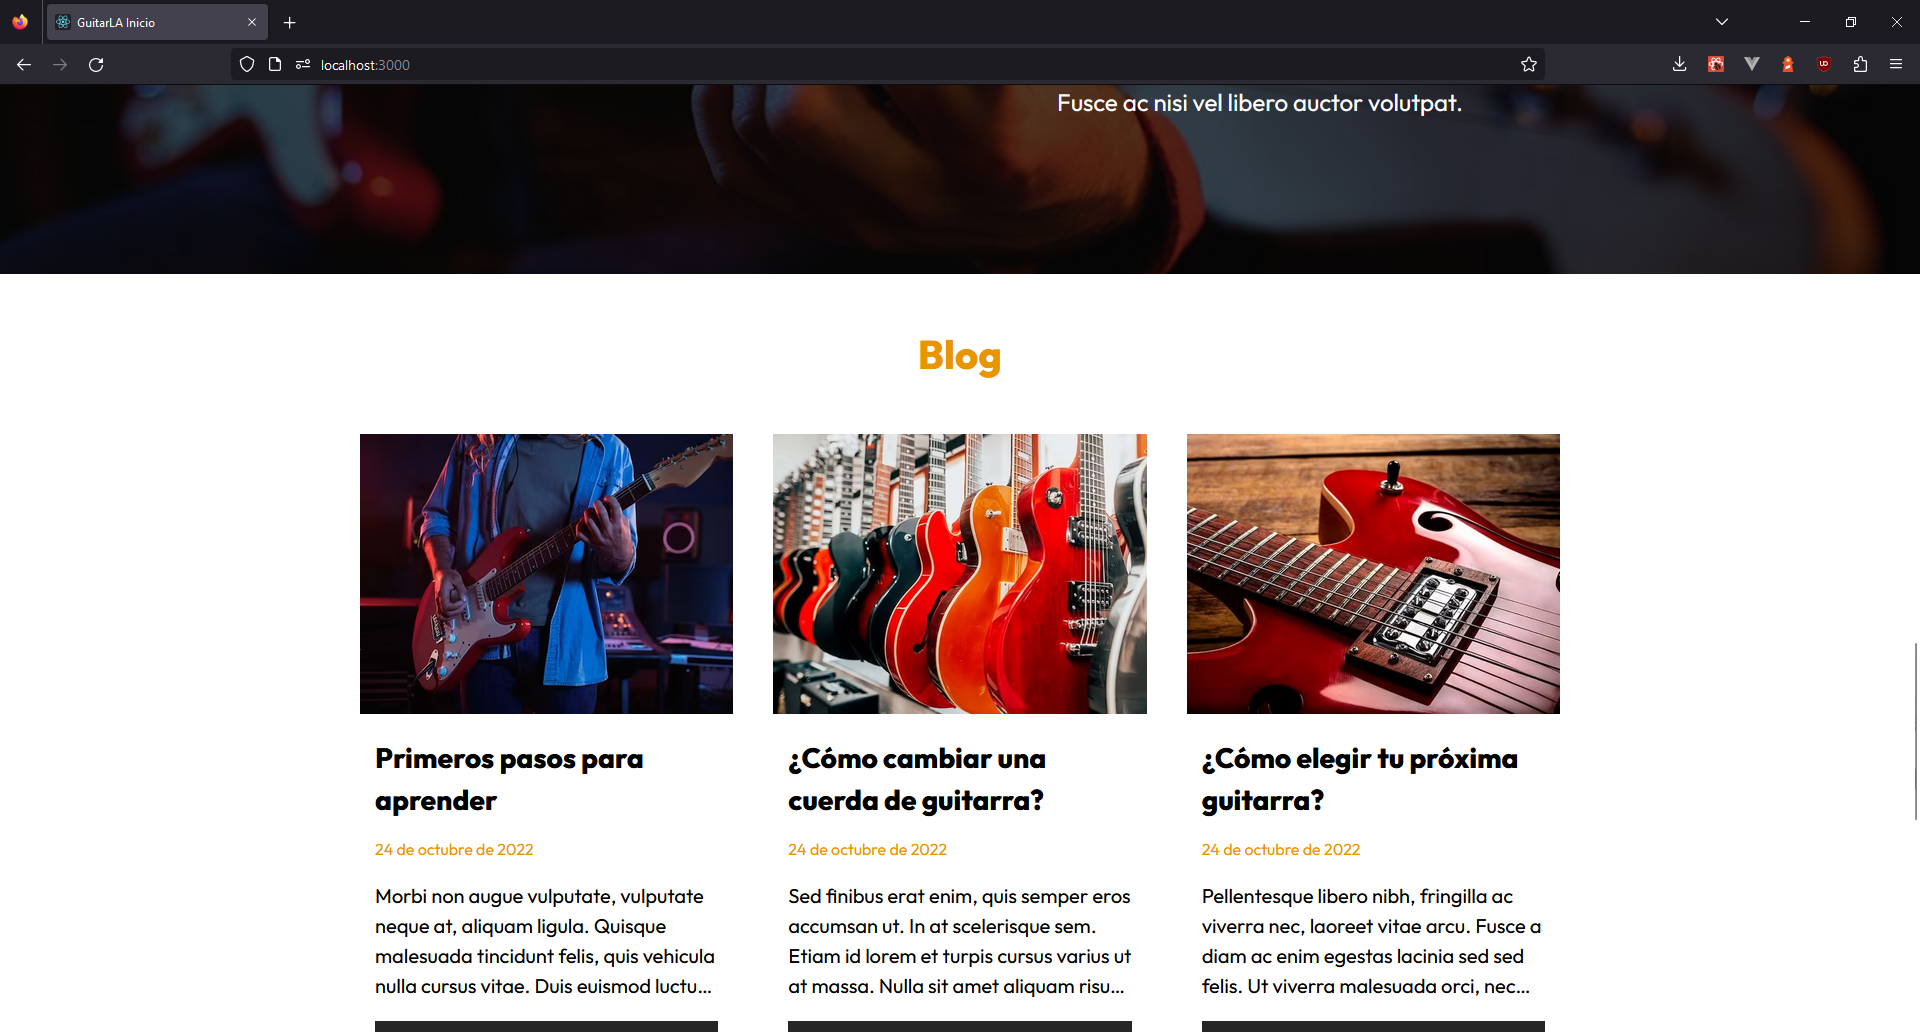 GuitarLA Inicio
localhost:3000
Fusce ac nisi vel libero auctor volutpat.
Blog
Primeros pasos para
aprender
24 de octubre de 2022
Morbi non augue vulputate, vulputate
neque at, aliquam ligula. Quisque
malesuada tincidunt felis, quis vehicula
nulla cursus vitae. Duis euismod luctu...
¿Cómo cambiar una
cuerda de guitarra?
24 de octubre de 2022
Sed finibus erat enim, quis semper eros
accumsan ut. In at scelerisque sem.
Etiam id lorem et turpis cursus varius ut
at massa. Nulla sit amet aliquam risu...
¿Cómo elegir tu próxima
guitarra?
24 de octubre de 2022
Pellentesque libero nibh, fringilla ac
viverra nec, laoreet vitae arcu. Fusce a
diam ac enim egestas lacinia sed sed
felis. Ut viverra malesuada orci, nec...